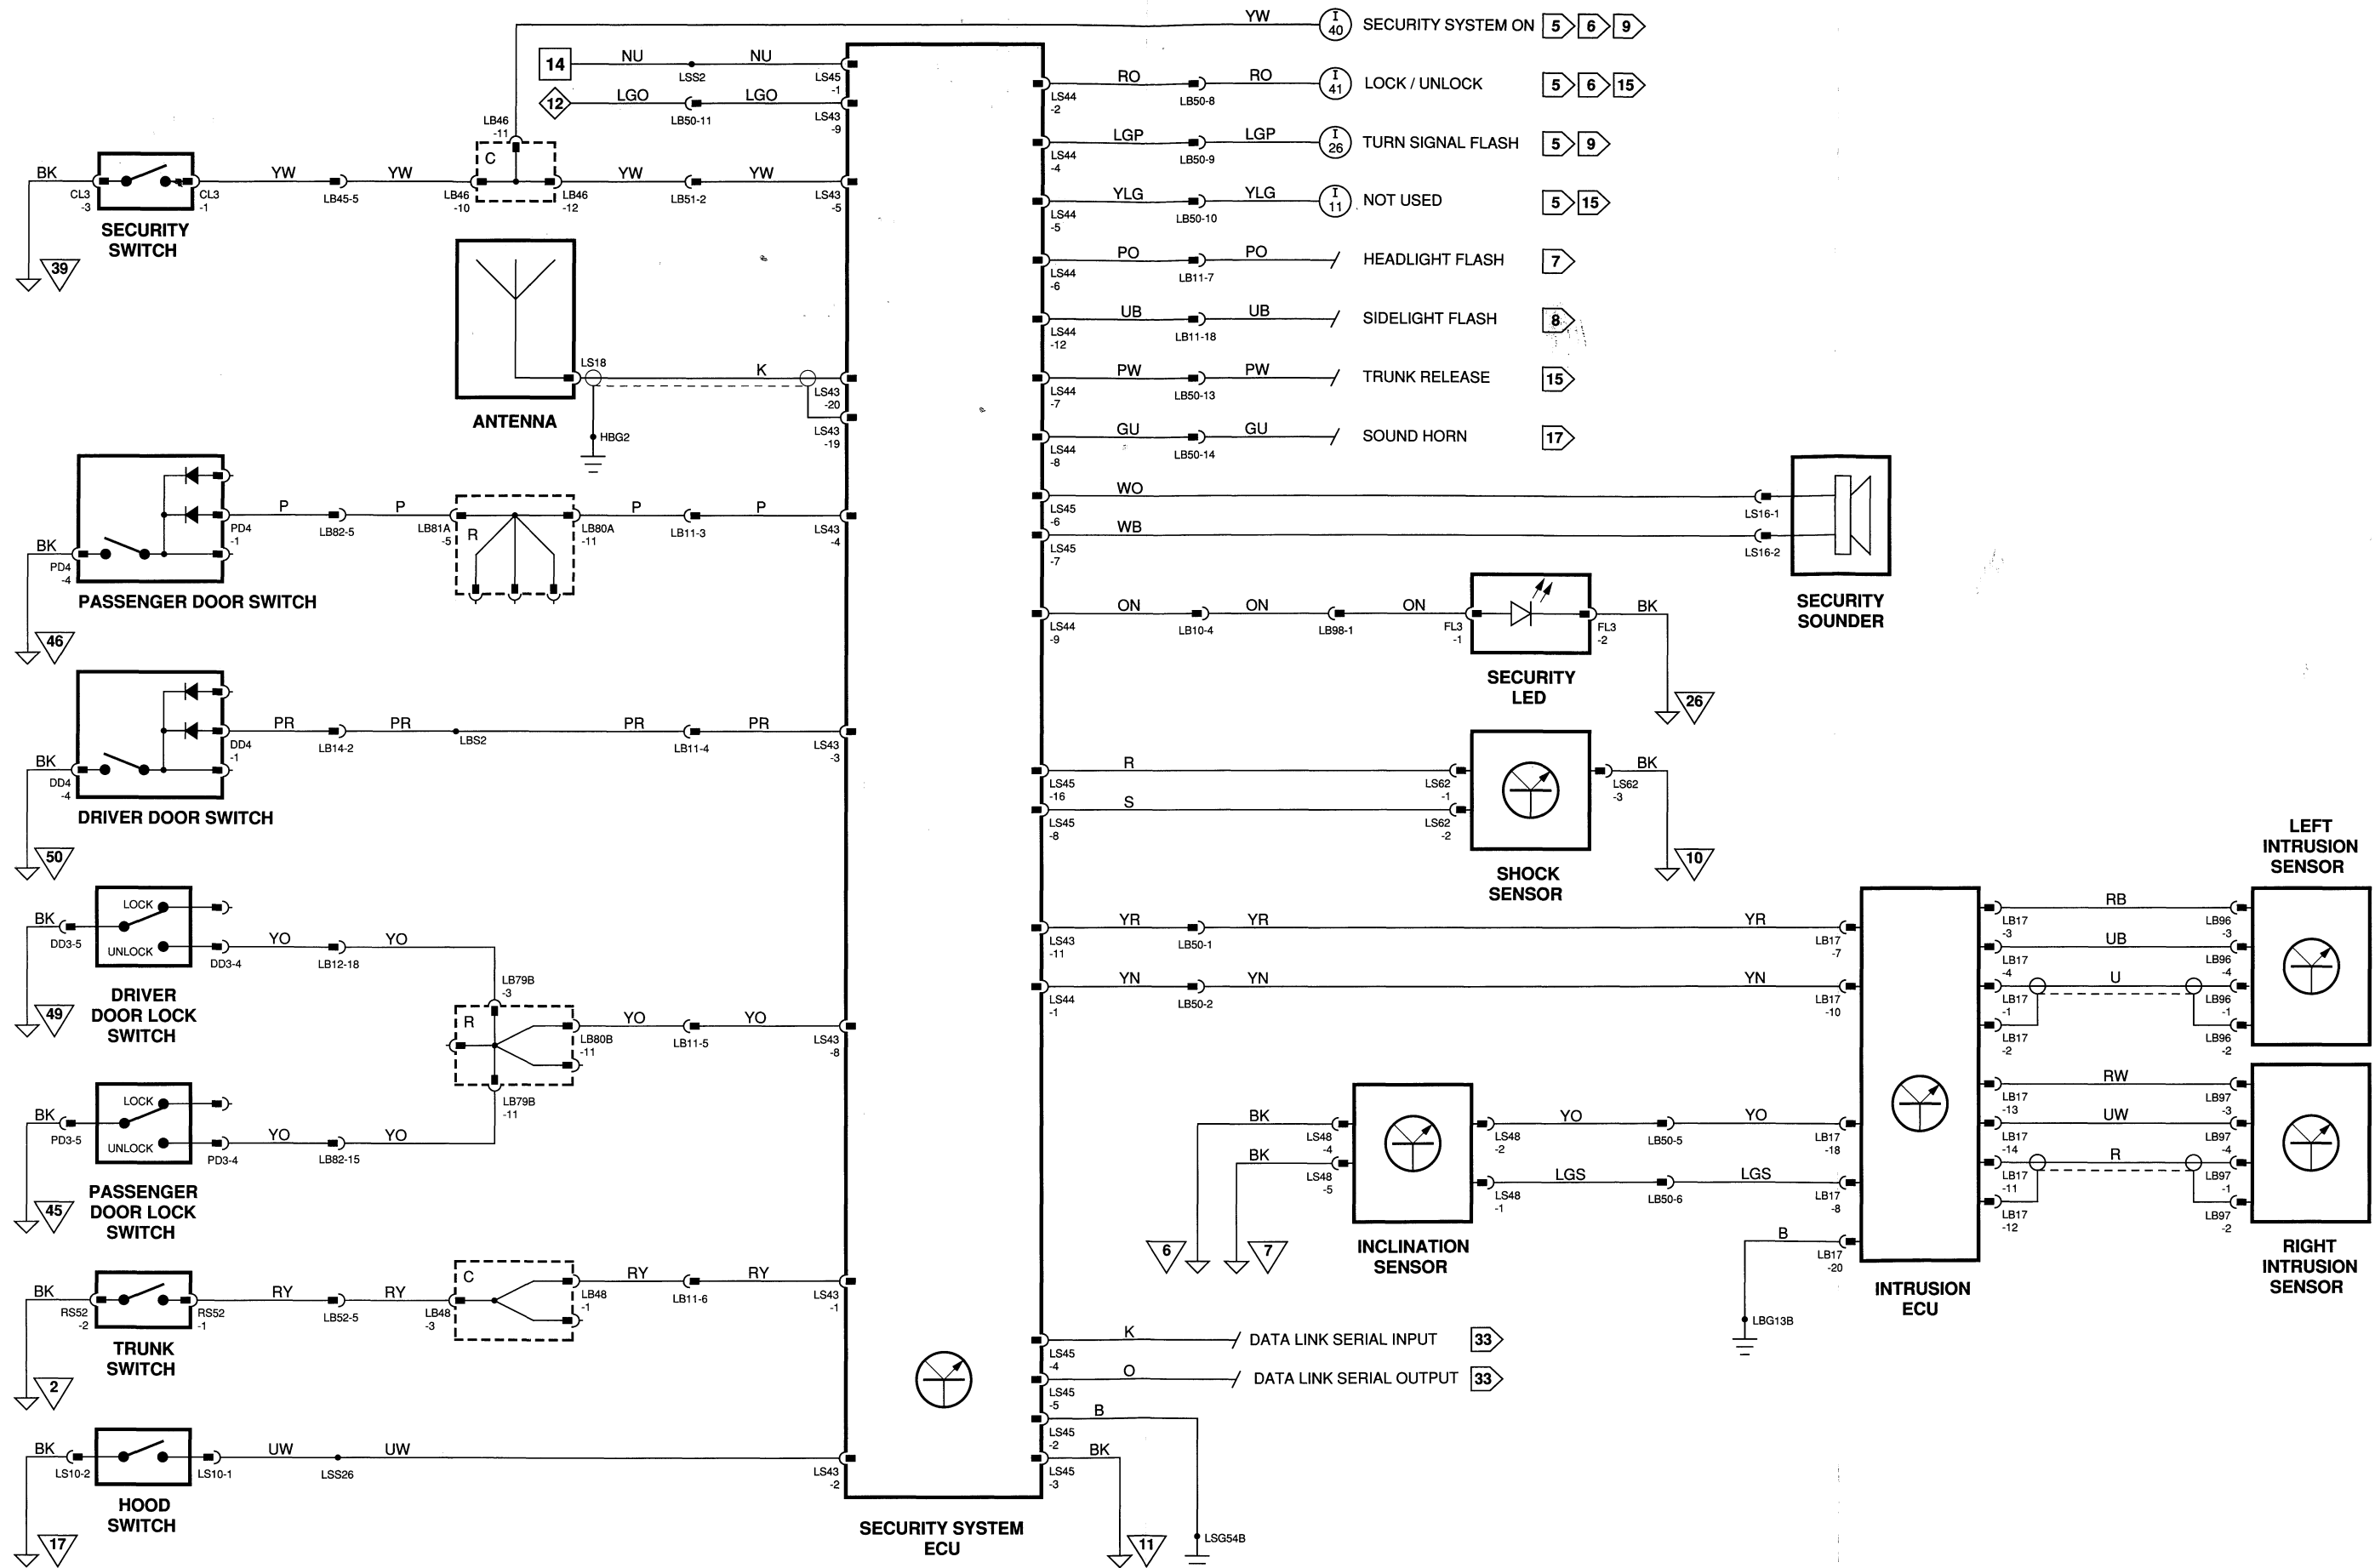 YW
I
40
SECURITY SYSTEM ON
5
6
9
14
NU
LSS2
NU
LS45
-1
12
LGO
LB50-11
LGO
LS43
-9
LB46
-11
C
BK
CL3
-3
CL3
-1
SECURITY
SWITCH
39
YW
LB45-5
YW
LB46
-10
LB46
-12
YW
LB51-2
YW
LS43
-5
ANTENNA
LS18
K
LS43
-20
LS43
-19
HBG2
BK
PD4
-4
PD4
-1
PASSENGER DOOR SWITCH
46
P
LB82-5
P
LB81A
-5
R
LB80A
-11
P
LB11-3
P
LS43
-4
BK
DD4
-4
DD4
-1
DRIVER DOOR SWITCH
50
PR
LB14-2
PR
LBS2
PR
LB11-4
PR
LS43
-3
BK
DD3-5
LOCK
UNLOCK
DD3-4
DRIVER
DOOR LOCK
SWITCH
49
YO
LB12-18
YO
LB79B
-3
R
LB80B
-11
YO
LB11-5
YO
LS43
-8
LB79B
-11
BK
PD3-5
LOCK
UNLOCK
PD3-4
PASSENGER
DOOR LOCK
SWITCH
45
YO
LB82-15
YO
BK
RS52
-2
RS52
-1
TRUNK
SWITCH
2
RY
LB52-5
RY
LB48
-3
C
LB48
-1
RY
LB11-6
RY
LS43
-1
BK
LS10-2
LS10-1
HOOD
SWITCH
17
UW
LSS26
UW
LS43
-2
SECURITY SYSTEM
ECU
LS44
-2
RO
LB50-8
RO
I
41
LOCK / UNLOCK
5
6
15
LS44
-4
LGP
LB50-9
LGP
I
26
TURN SIGNAL FLASH
5
9
LS44
-5
YLG
LB50-10
YLG
I
11
NOT USED
5
15
LS44
-6
PO
LB11-7
PO
HEADLIGHT FLASH
7
LS44
-12
UB
LB11-18
UB
SIDELIGHT FLASH
8
LS44
-7
PW
LB50-13
PW
TRUNK RELEASE
15
LS44
-8
GU
LB50-14
GU
SOUND HORN
17
LS45
-6
WO
LS16-1
LS45
-7
WB
LS16-2
SECURITY
SOUNDER
LS44
-9
ON
LB10-4
ON
LB98-1
ON
FL3
-1
FL3
-2
BK
SECURITY
LED
26
LS45
-16
R
LS62
-1
LS45
-8
S
LS62
-2
LS62
-3
BK
SHOCK
SENSOR
10
LS43
-11
YR
LB50-1
YR
YR
LB17
-7
LS44
-1
YN
LB50-2
YN
YN
LB17
-10
BK
LS48
-4
BK
LS48
-5
6
7
INCLINATION
SENSOR
LS48
-2
YO
LB50-5
YO
LB17
-18
LS48
-1
LGS
LB50-6
LGS
LB17
-8
B
LB17
-20
LBG13B
INTRUSION
ECU
LEFT
INTRUSION
SENSOR
LB17
-3
RB
LB96
-3
LB17
-4
UB
LB96
-4
LB17
-1
U
LB96
-1
LB17
-2
LB96
-2
LB17
-13
RW
LB97
-3
LB17
-14
UW
LB97
-4
LB17
-11
R
LB97
-1
LB17
-12
LB97
-2
RIGHT
INTRUSION
SENSOR
LS45
-4
K
DATA LINK SERIAL INPUT
33
LS45
-5
O
DATA LINK SERIAL OUTPUT
33
LS45
-2
B
LSG54B
LS45
-3
BK
11